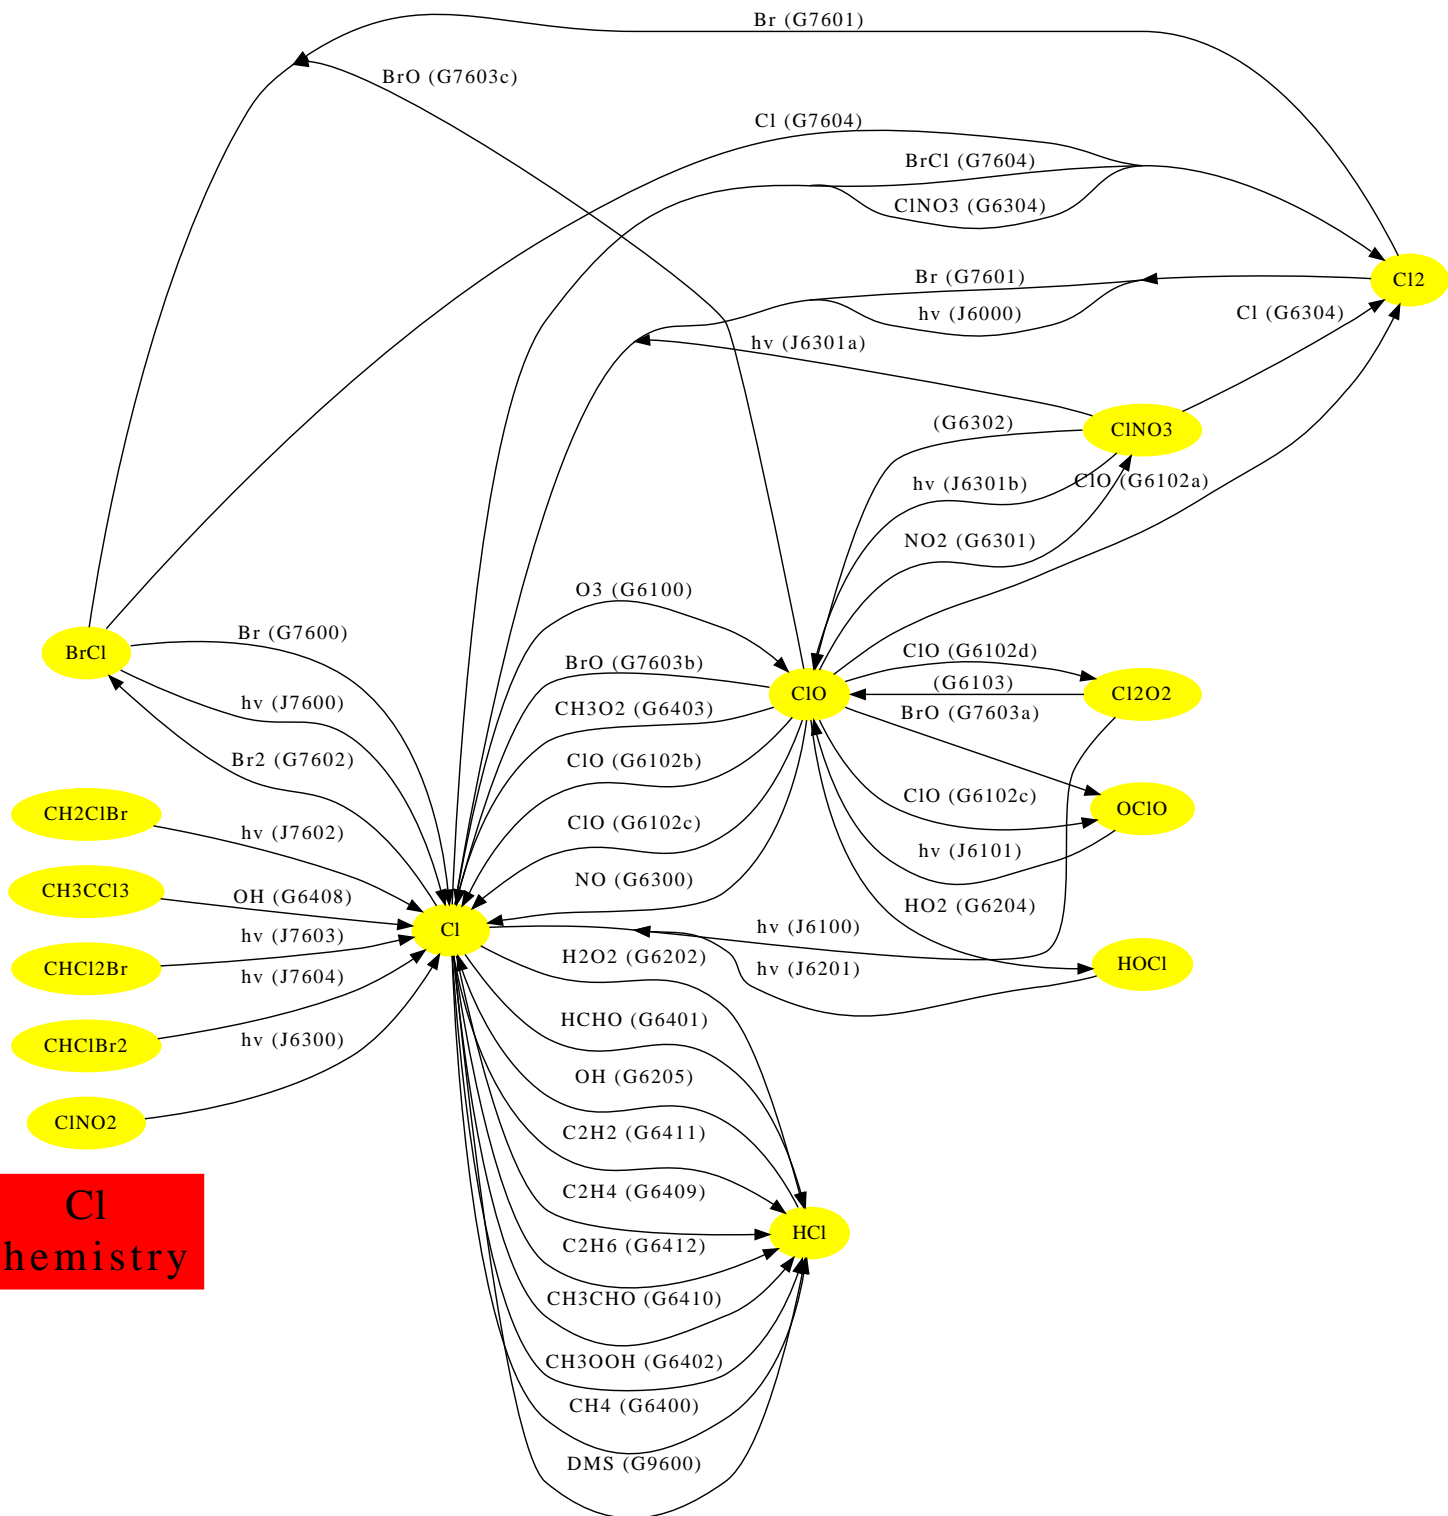 Br (G7601)
BrO (G7603c)
Cl (G7604)
BrCl (G7604)
ClNO3 (G6304)
Br (G7601)
Cl2
hv (J6000)
Cl (G6304)
hv (J6301a)
(G6302)
ClNO3
hv (J6301b)
ClO (G6102a)
NO2 (G6301)
O3 (G6100)
Br (G7600)
BrCl
ClO (G6102d)
BrO (G7603b)
(G6103)
ClO
Cl2O2
hv (J7600)
CH3O2 (G6403)
BrO (G7603a)
Br2 (G7602)
ClO (G6102b)
ClO (G6102c)
CH2ClBr
OClO
ClO (G6102c)
hv (J7602)
hv (J6101)
NO (G6300)
CH3CCl3
OH (G6408)
HO2 (G6204)
Cl
hv (J6100)
hv (J7603)
H2O2 (G6202)
CHCl2Br
hv (J6201)
HOCl
hv (J7604)
HCHO (G6401)
hv (J6300)
CHClBr2
OH (G6205)
ClNO2
C2H2 (G6411)
C2H4 (G6409)
Cl
HCl
C2H6 (G6412)
hemistry
CH3CHO (G6410)
CH3OOH (G6402)
CH4 (G6400)
DMS (G9600)